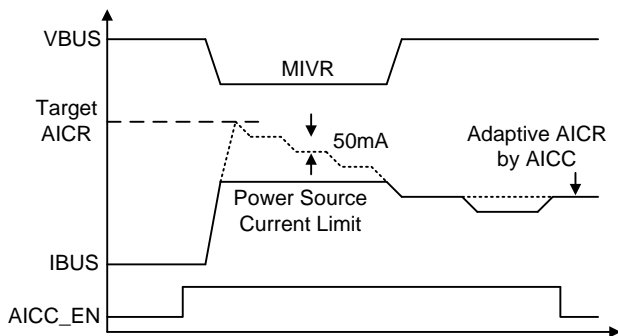 VBUS
MIVR
Target
AICR
50mA
Adaptive AICR
by AICC
Power Source
Current Limit
IBUS
AICC_EN